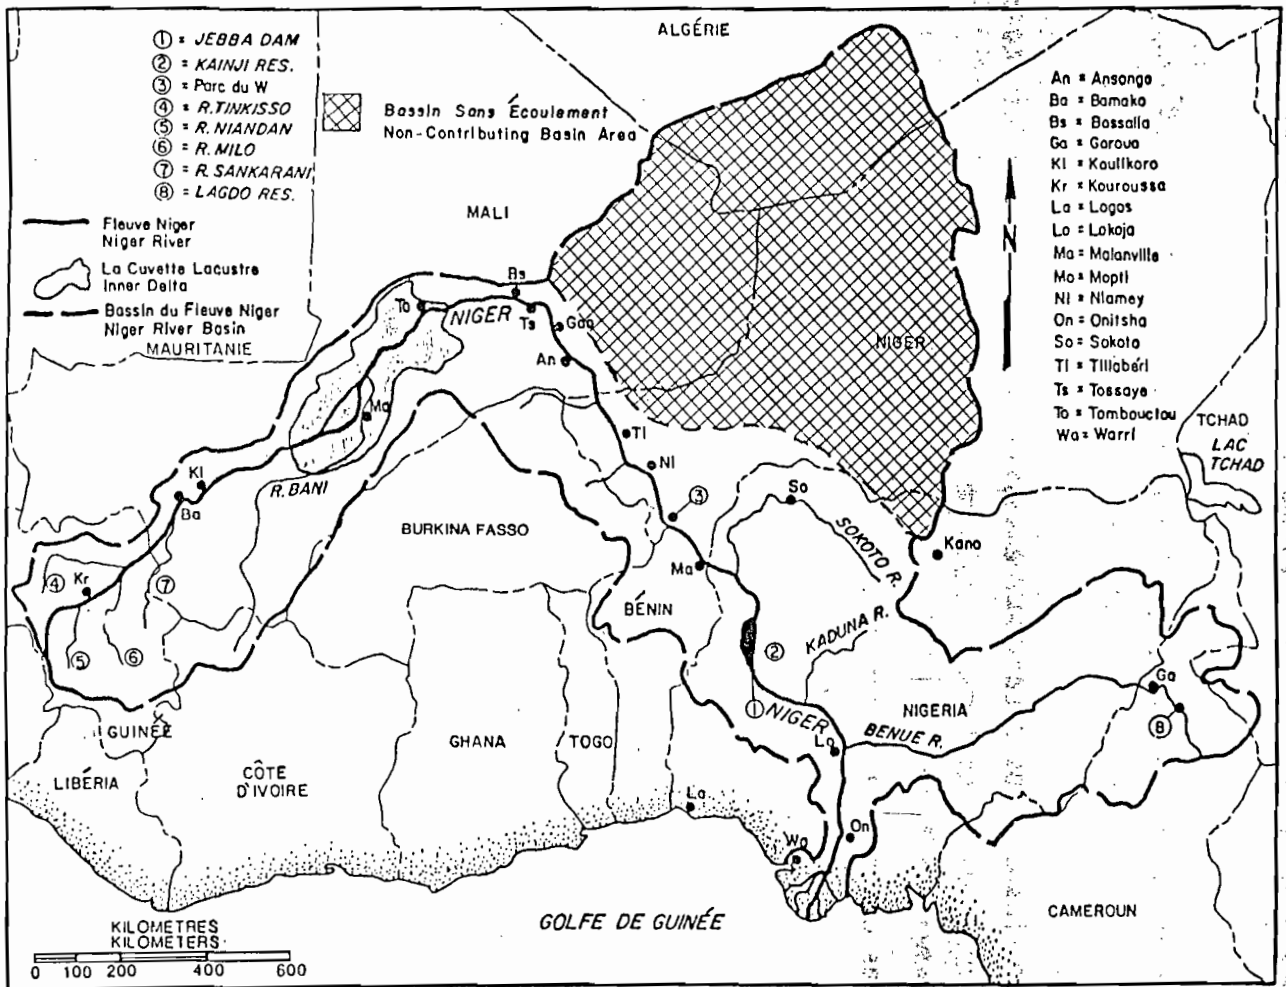 ① = JEBBA DAM
② = KAINJI RES.
③ = Parc du W
④ = R. TINKISSO
⑤ = R. NIANDAN
⑥ = R. MILO
⑦ = R. SANKARANI
⑧ = LAGDO RES.
Fleuve Niger
Niger River
La Cuvette Lacustre
Inner Delta
Bassin du Fleuve Niger
Niger River Basin
Bassin Sans Écoulement
Non-Contributing Basin Area
An = Ansongo
Ba = Bamako
Bs = Bassalla
Ga = Garoua
Kl = Koulikoro
Kr = Kouroussa
La = Lagos
Lo = Lokoja
Ma = Malanville
Mo = Mopti
Ni = Niamey
On = Onitsha
So = Sokoto
Ti = Tillabéri
Ts = Tossaye
To = Tombouctou
Wa = Warri
N
ALGÉRIE
MALI
MAURITANIE
NIGER
NIGER
TCHAD
LAC
TCHAD
Bs
To
Ts
Gao
An
Mo
Ti
Ni
③
So
Kl
Ba
R. BANI
BURKINA FASSO
SOKOTO R.
Kano
④
Kr
⑦
Ma
BÉNIN
KADUNA R.
⑤
⑥
②
Ga
①
NIGER
NIGERIA
BENUE R.
⑧
GUINÉE
LIBÉRIA
CÔTE
D'IVOIRE
GHANA
TOGO
Lo
La
Wa
On
CAMEROUN
GOLFE DE GUINÉE
KILOMETRES
KILOMETERS
0 100 200 400 600